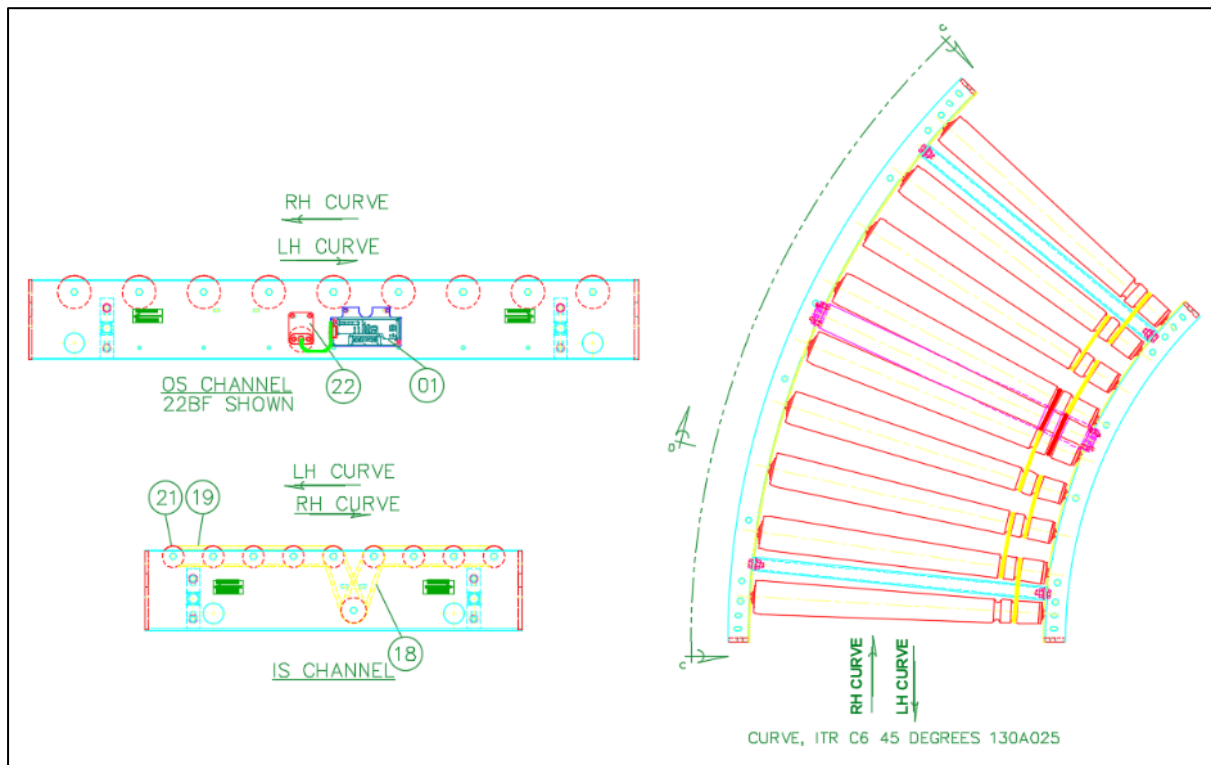 RH CURVE
LH CURVE
OS CHANNEL
22BF SHOWN
22
01
LH CURVE
RH CURVE
21
19
18
IS CHANNEL
C
D
C
RH CURVE
LH CURVE
CURVE, ITR C6 45 DEGREES 130A025